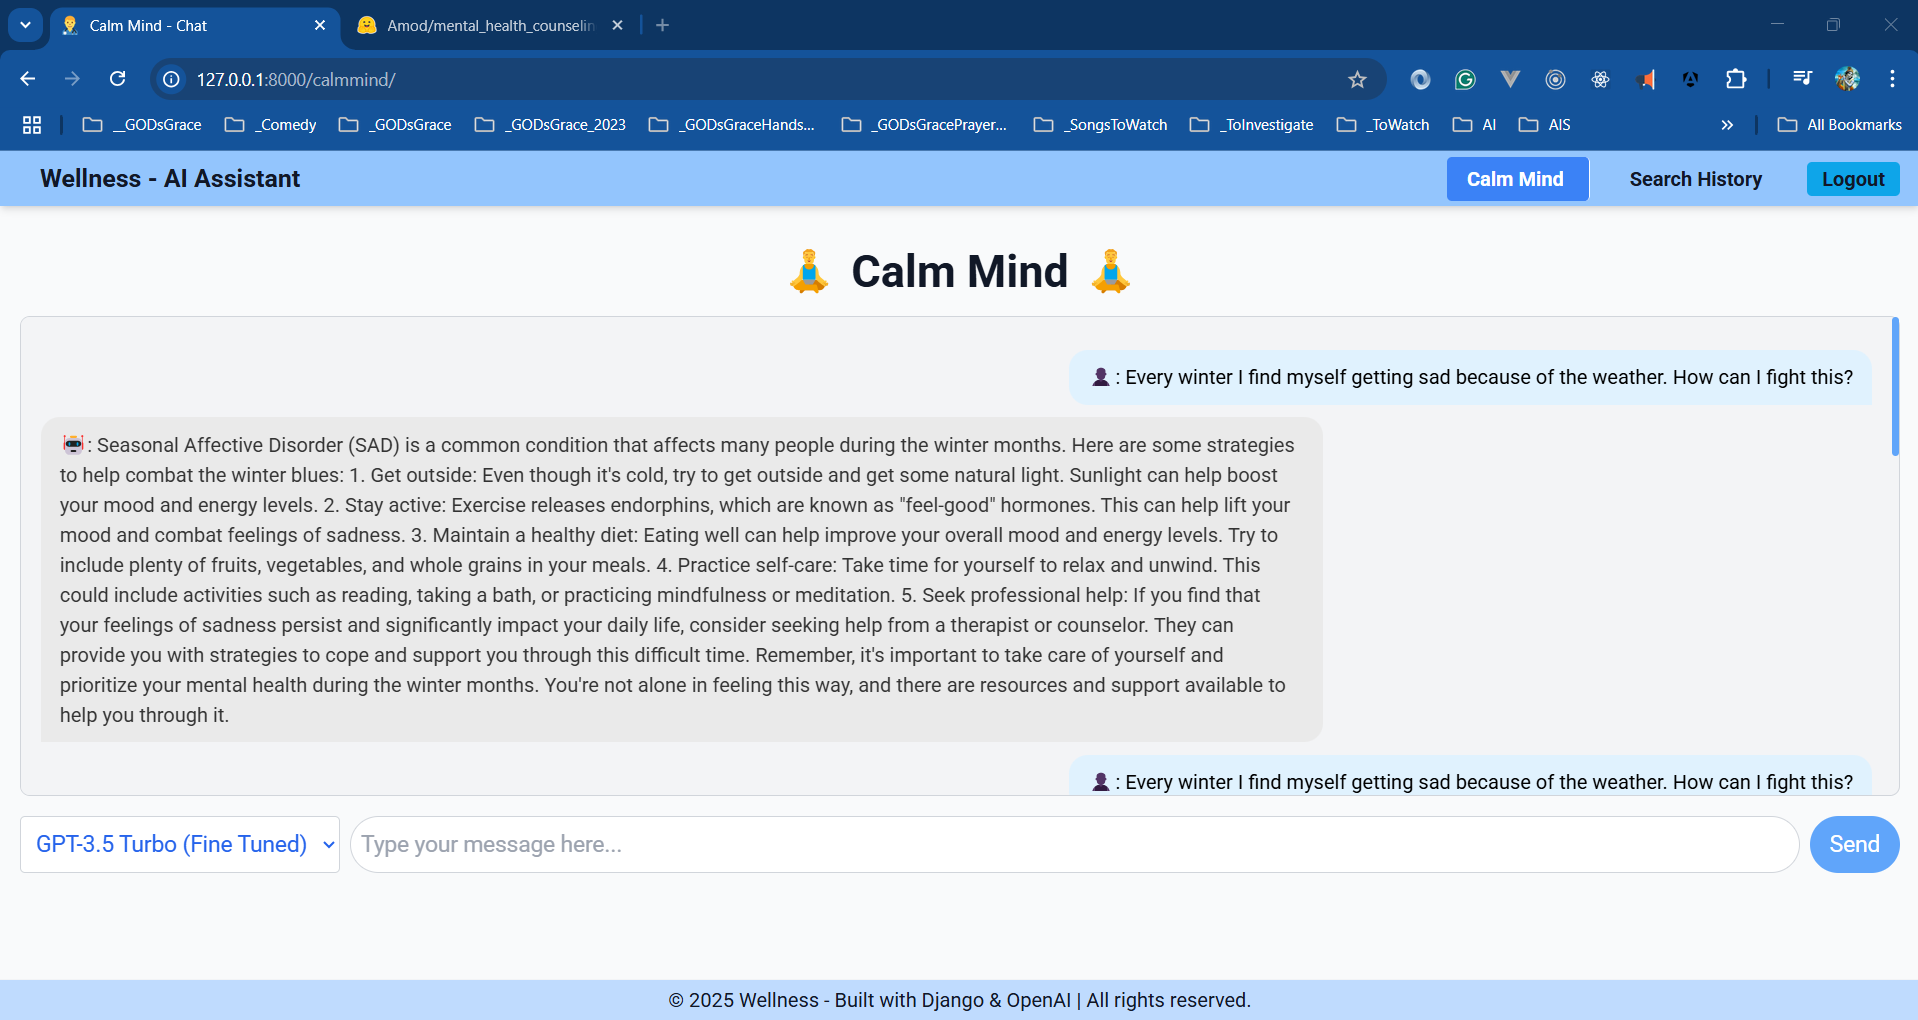 Calm Mind - Chat
Amod/mental_health_counselin
127.0.0.1:8000/calmmind/
__GODsGrace
_Comedy
_GODsGrace
_GODsGrace_2023
_GODsGraceHands...
_GODsGracePrayer...
_SongsToWatch
_ToInvestigate
_ToWatch
AI
AIS
All Bookmarks
Wellness - AI Assistant
Calm Mind
Search History
Logout
Calm Mind
: Every winter I find myself getting sad because of the weather. How can I fight this?
: Seasonal Affective Disorder (SAD) is a common condition that affects many people during the winter months. Here are some strategies
to help combat the winter blues: 1. Get outside: Even though it's cold, try to get outside and get some natural light. Sunlight can help boost
your mood and energy levels. 2. Stay active: Exercise releases endorphins, which are known as "feel-good" hormones. This can help lift your
mood and combat feelings of sadness. 3. Maintain a healthy diet: Eating well can help improve your overall mood and energy levels. Try to
include plenty of fruits, vegetables, and whole grains in your meals. 4. Practice self-care: Take time for yourself to relax and unwind. This
could include activities such as reading, taking a bath, or practicing mindfulness or meditation. 5. Seek professional help: If you find that
your feelings of sadness persist and significantly impact your daily life, consider seeking help from a therapist or counselor. They can
provide you with strategies to cope and support you through this difficult time. Remember, it's important to take care of yourself and
prioritize your mental health during the winter months. You're not alone in feeling this way, and there are resources and support available to
help you through it.
: Every winter I find myself getting sad because of the weather. How can I fight this?
GPT-3.5 Turbo (Fine Tuned)
Type your message here...
Send
© 2025 Wellness - Built with Django & OpenAI | All rights reserved.